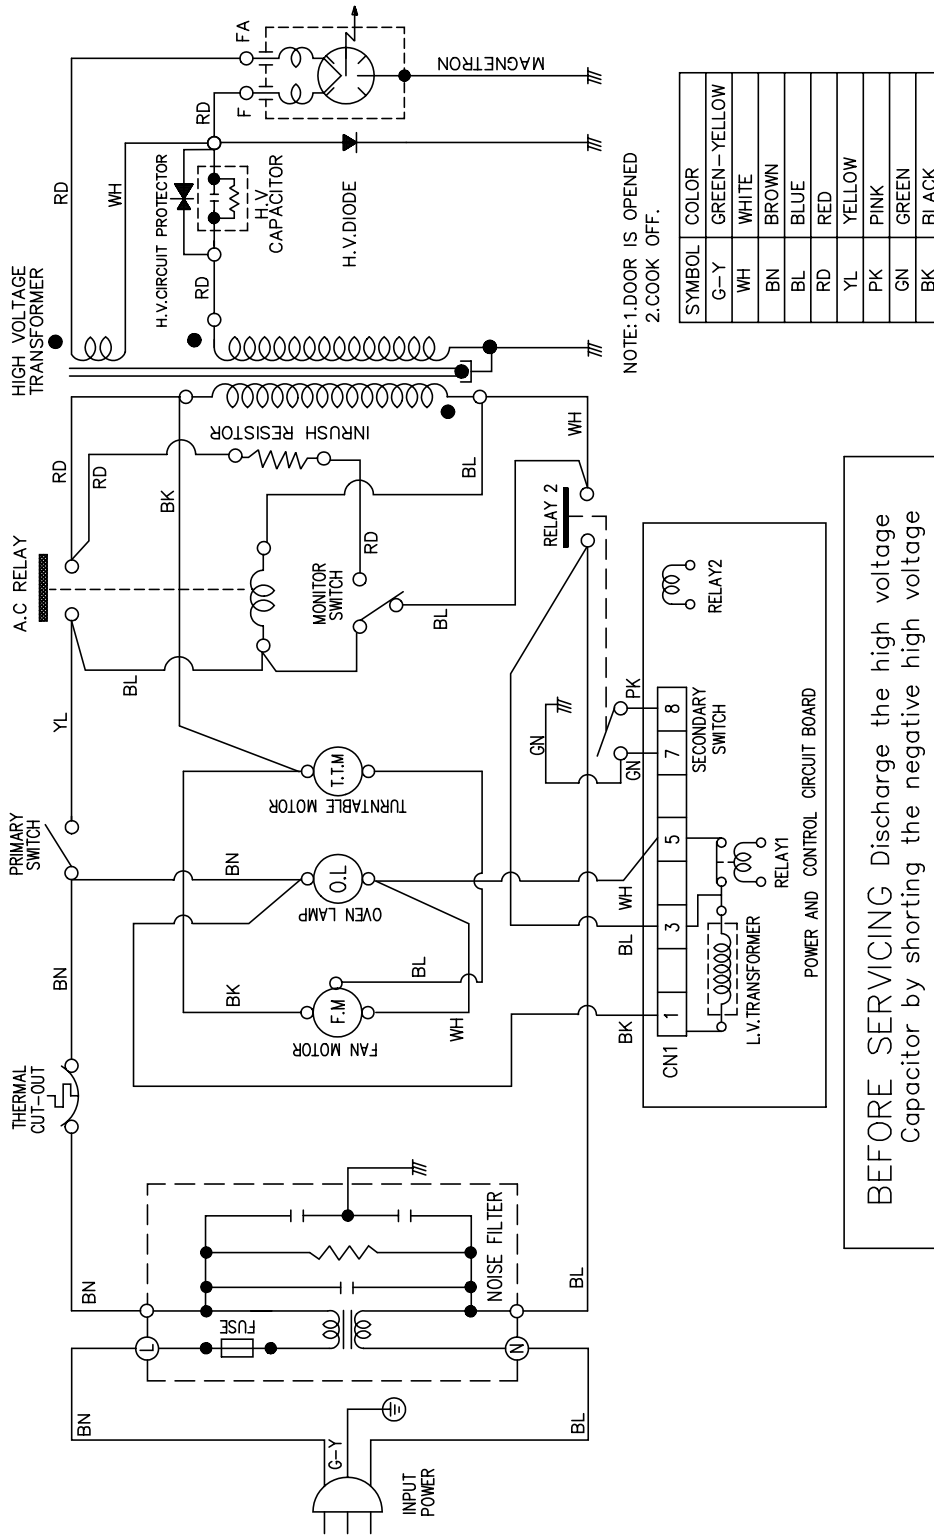 HIGH VOLTAGE
TRANSFORMER
A.C RELAY
PRIMARY
SWITCH
THERMAL
CUT-OUT
BN
BN
BN
YL
BL
RD
RD
BK
RD
WH
RD
RD
FA
F
MAGNETRON
H.V.CIRCUIT PROTECTOR
H.V
CAPACITOR
H.V.DIODE
INRUSH RESISTOR
BL
RD
MONITOR
SWITCH
BL
RELAY 2
WH
BN
T.T.M
TURNTABLE MOTOR
O.L
OVEN LAMP
F.M
FAN MOTOR
BK
BL
WH
INPUT
POWER
G-Y
BL
L
N
FUSE
NOISE FILTER
BL
GN
GN
PK
WH
BL
BK
CN1
1
3
5
7
8
SECONDARY
SWITCH
RELAY2
RELAY1
L.V.TRANSFORMER
POWER AND CONTROL CIRCUIT BOARD
NOTE:1.DOOR IS OPENED
2.COOK OFF.
SYMBOL COLOR
G-Y GREEN-YELLOW
WH WHITE
BN BROWN
BL BLUE
RD RED
YL YELLOW
PK PINK
GN GREEN
BK BLACK
BEFORE SERVICING Discharge the high voltage
Capacitor by shorting the negative high voltage